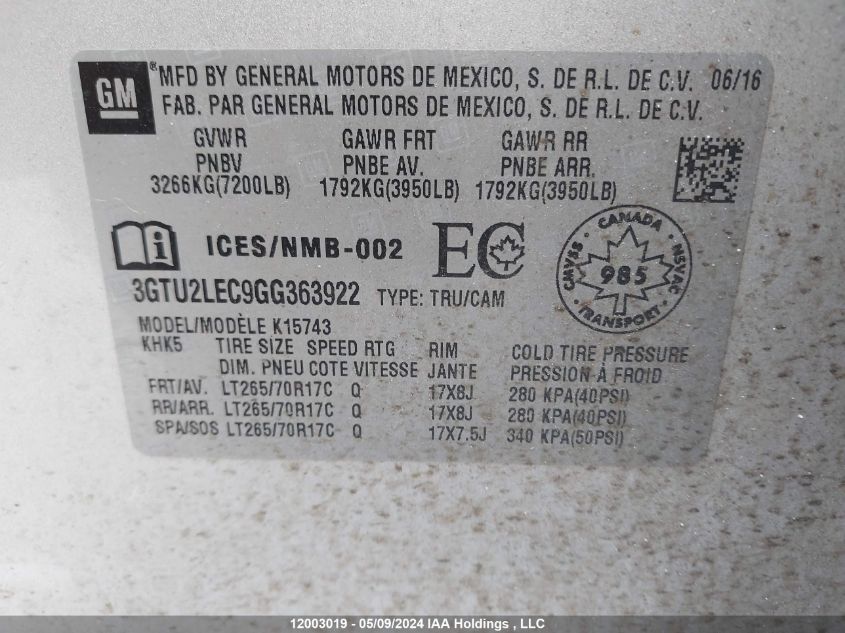 GM ®MFD BY GENERAL MOTORS DE MEXICO, S. DE R.L. DE C.V. 06/16
FAB. PAR GENERAL MOTORS DE MEXICO, S. DE R.L. DE C.V.
GVWR GAWR FRT GAWR RR
PNBV PNBE AV. PNBE ARR.
3266KG(7200LB) 1792KG(3950LB) 1792KG(3950LB)
i ICES/NMB-002 EC
CANADA CMVSS 985 NSVAC TRANSPORT
3GTU2LEC9GG363922 TYPE: TRU/CAM
MODEL/MODÈLE K15743
KHK5 TIRE SIZE SPEED RTG RIM COLD TIRE PRESSURE
DIM. PNEU COTE VITESSE JANTE PRESSION À FROID
FRT/AV. LT265/70R17C Q 17X8J 280 KPA(40PSI)
RR/ARR. LT265/70R17C Q 17X8J 280 KPA(40PSI)
SPA/SOS LT265/70R17C Q 17X7.5J 340 KPA(50PSI)
12003019 - 05/09/2024 IAA Holdings , LLC